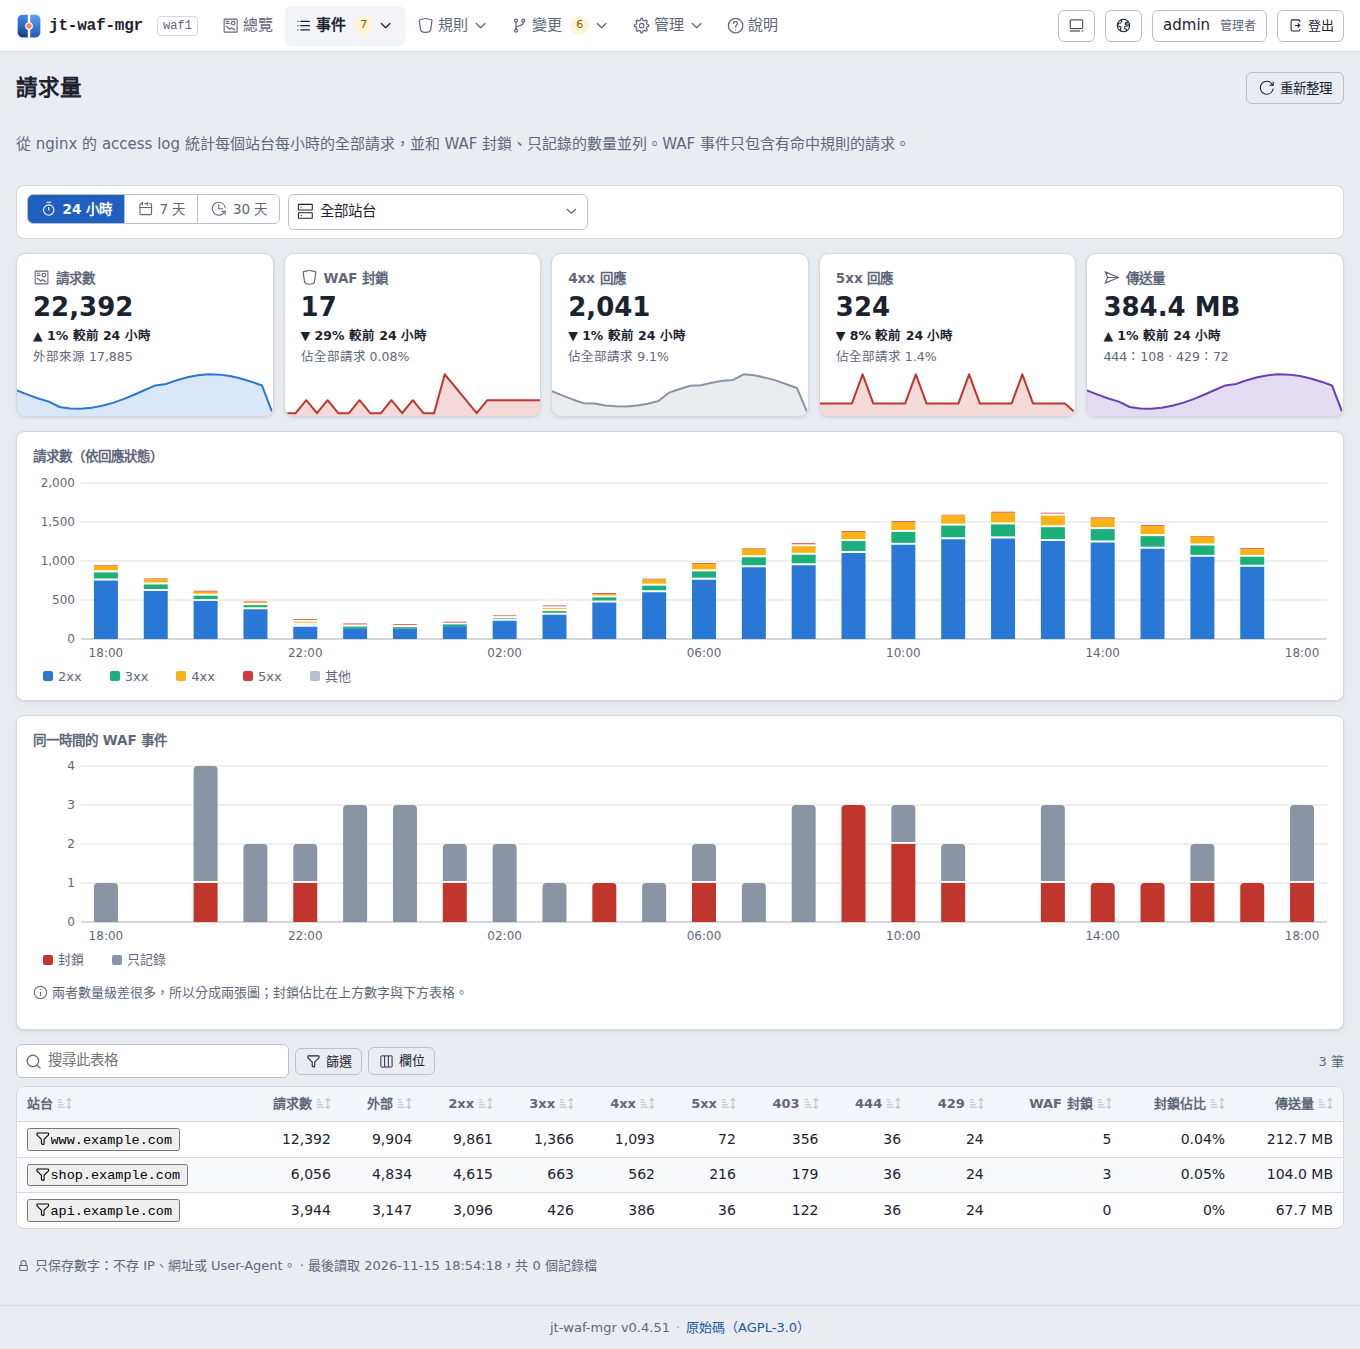 jt-waf-mgr waf1 總覽 事件 7 規則 變更 6 管理 說明 admin 管理者 登出
請求量 重新整理
從 nginx 的 access log 統計每個站台每小時的全部請求，並和 WAF 封鎖、只記錄的數量並列。WAF 事件只包含有命中規則的請求。
24 小時 7 天 30 天 全部站台
請求數 WAF 封鎖 4xx 回應 5xx 回應 傳送量
22,392 17 2,041 324 384.4 MB
▲ 1% 較前 24 小時 ▼ 29% 較前 24 小時 ▼ 1% 較前 24 小時 ▼ 8% 較前 24 小時 ▲ 1% 較前 24 小時
外部來源 17,885 佔全部請求 0.08% 佔全部請求 9.1% 佔全部請求 1.4% 444：108 · 429：72
請求數（依回應狀態）
2,000
1,500
1,000
500
0
18:00 22:00 02:00 06:00 10:00 14:00 18:00
2xx 3xx 4xx 5xx 其他
同一時間的 WAF 事件
4
3
2
1
0
18:00 22:00 02:00 06:00 10:00 14:00 18:00
封鎖 只記錄
兩者數量級差很多，所以分成兩張圖；封鎖佔比在上方數字與下方表格。
搜尋此表格 篩選 欄位 3 筆
站台 請求數 外部 2xx 3xx 4xx 5xx 403 444 429 WAF 封鎖 封鎖佔比 傳送量
www.example.com 12,392 9,904 9,861 1,366 1,093 72 356 36 24 5 0.04% 212.7 MB
shop.example.com 6,056 4,834 4,615 663 562 216 179 36 24 3 0.05% 104.0 MB
api.example.com 3,944 3,147 3,096 426 386 36 122 36 24 0 0% 67.7 MB
只保存數字：不存 IP、網址或 User-Agent。 · 最後讀取 2026-11-15 18:54:18，共 0 個記錄檔
jt-waf-mgr v0.4.51 · 原始碼（AGPL-3.0）